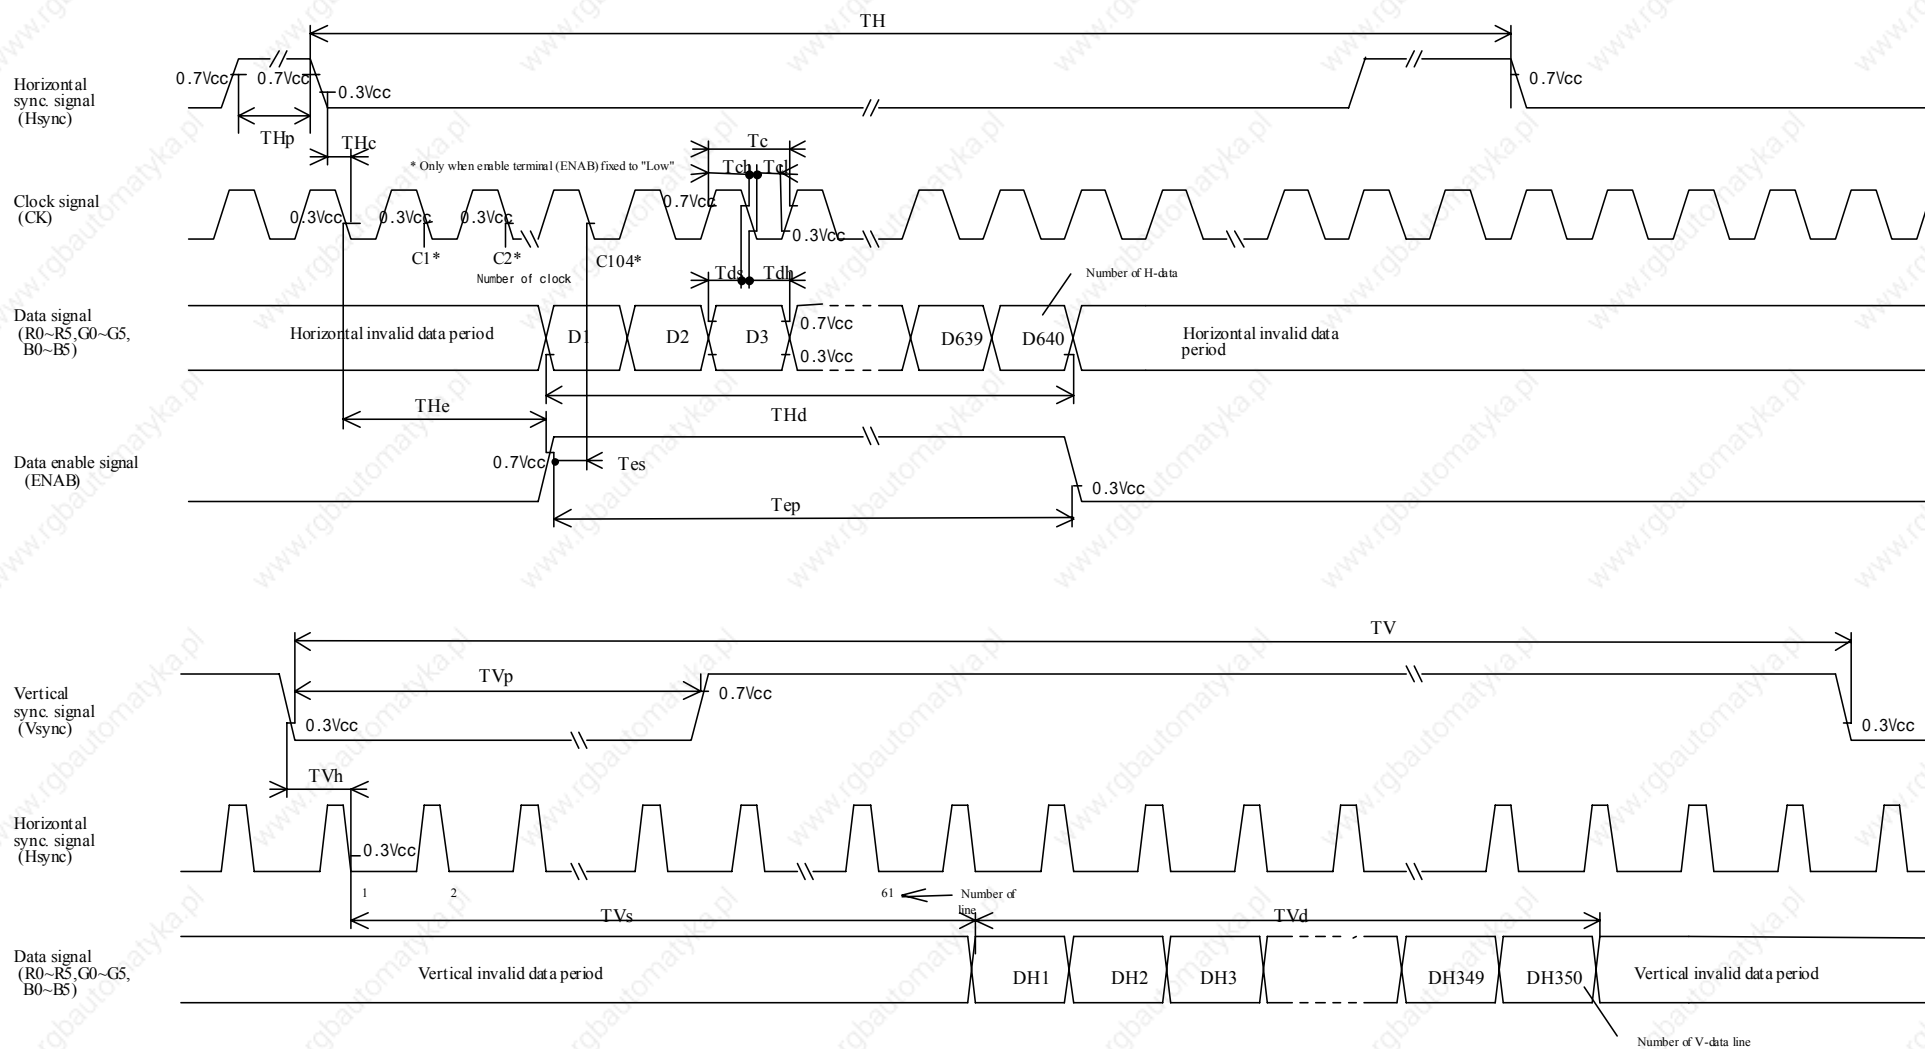 TH
Horizontal
sync. signal
(Hsync)
0.7Vcc
0.7Vcc
0.3Vcc
0.7Vcc
THp
THc
* Only when enable terminal (ENAB) fixed to "Low"
Tc
Tch
Tcl
Clock signal
(CK)
0.3Vcc
0.3Vcc
0.3Vcc
0.7Vcc
0.3Vcc
C1*
C2*
C104*
Number of clock
Tds
Tdh
Number of H-data
Data signal
(R0~R5,G0~G5,
B0~B5)
Horizontal invalid data period
D1
D2
D3
0.7Vcc
0.3Vcc
D639
D640
Horizontal invalid data
period
THe
THd
Data enable signal
(ENAB)
0.7Vcc
Tes
0.3Vcc
Tep
TV
TVp
Vertical
sync. signal
(Vsync)
0.7Vcc
0.3Vcc
0.3Vcc
TVh
Horizontal
sync. signal
(Hsync)
0.3Vcc
1
2
61
Number of
line
TVs
TVd
Data signal
(R0~R5,G0~G5,
B0~B5)
Vertical invalid data period
DH1
DH2
DH3
DH349
DH350
Vertical invalid data period
Number of V-data line
www.rgbautomatyka.pl